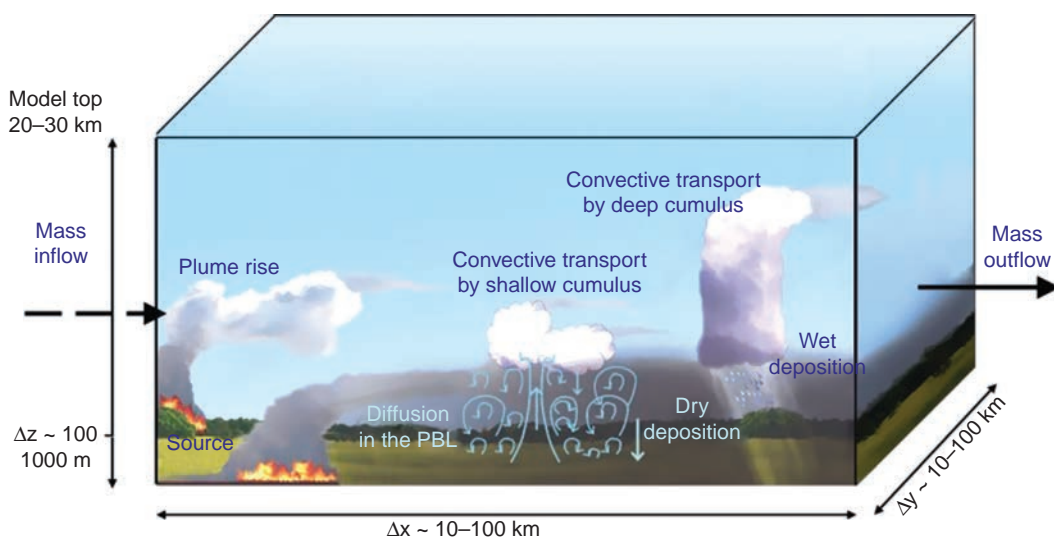 Model top
20–30 km
Mass
inflow
Plume rise
Convective transport
by shallow cumulus
Convective transport
by deep cumulus
Mass
outflow
Wet
deposition
Source
Diffusion
in the PBL
Dry
deposition
Δz ~ 100
1000 m
Δx ~ 10–100 km
Δy ~ 10–100 km